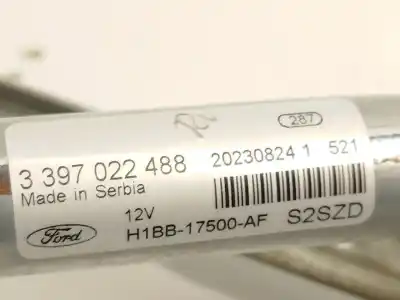 287
3 397 022 488
20230824 1 521
Made in Serbia
12V
Ford
H1BB-17500-AF
S2SZD